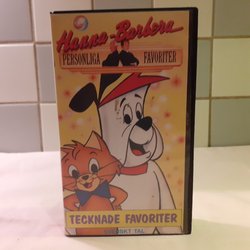 Hanna-Barbera
PERSONLIGA FAVORITER
TECKNADE FAVORITER
SVENSKT TAL